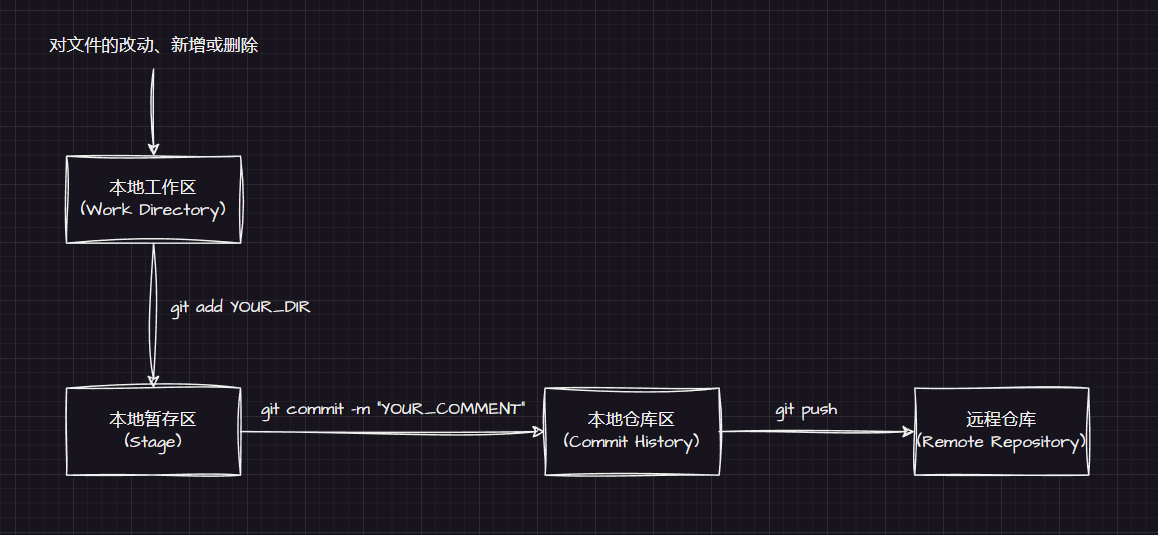 对文件的改动、新增或删除
本地工作区
(Work Directory)
git add YOUR_DIR
本地暂存区
(Stage)
git commit -m "YOUR_COMMENT"
本地仓库区
(Commit History)
git push
远程仓库
(Remote Repository)